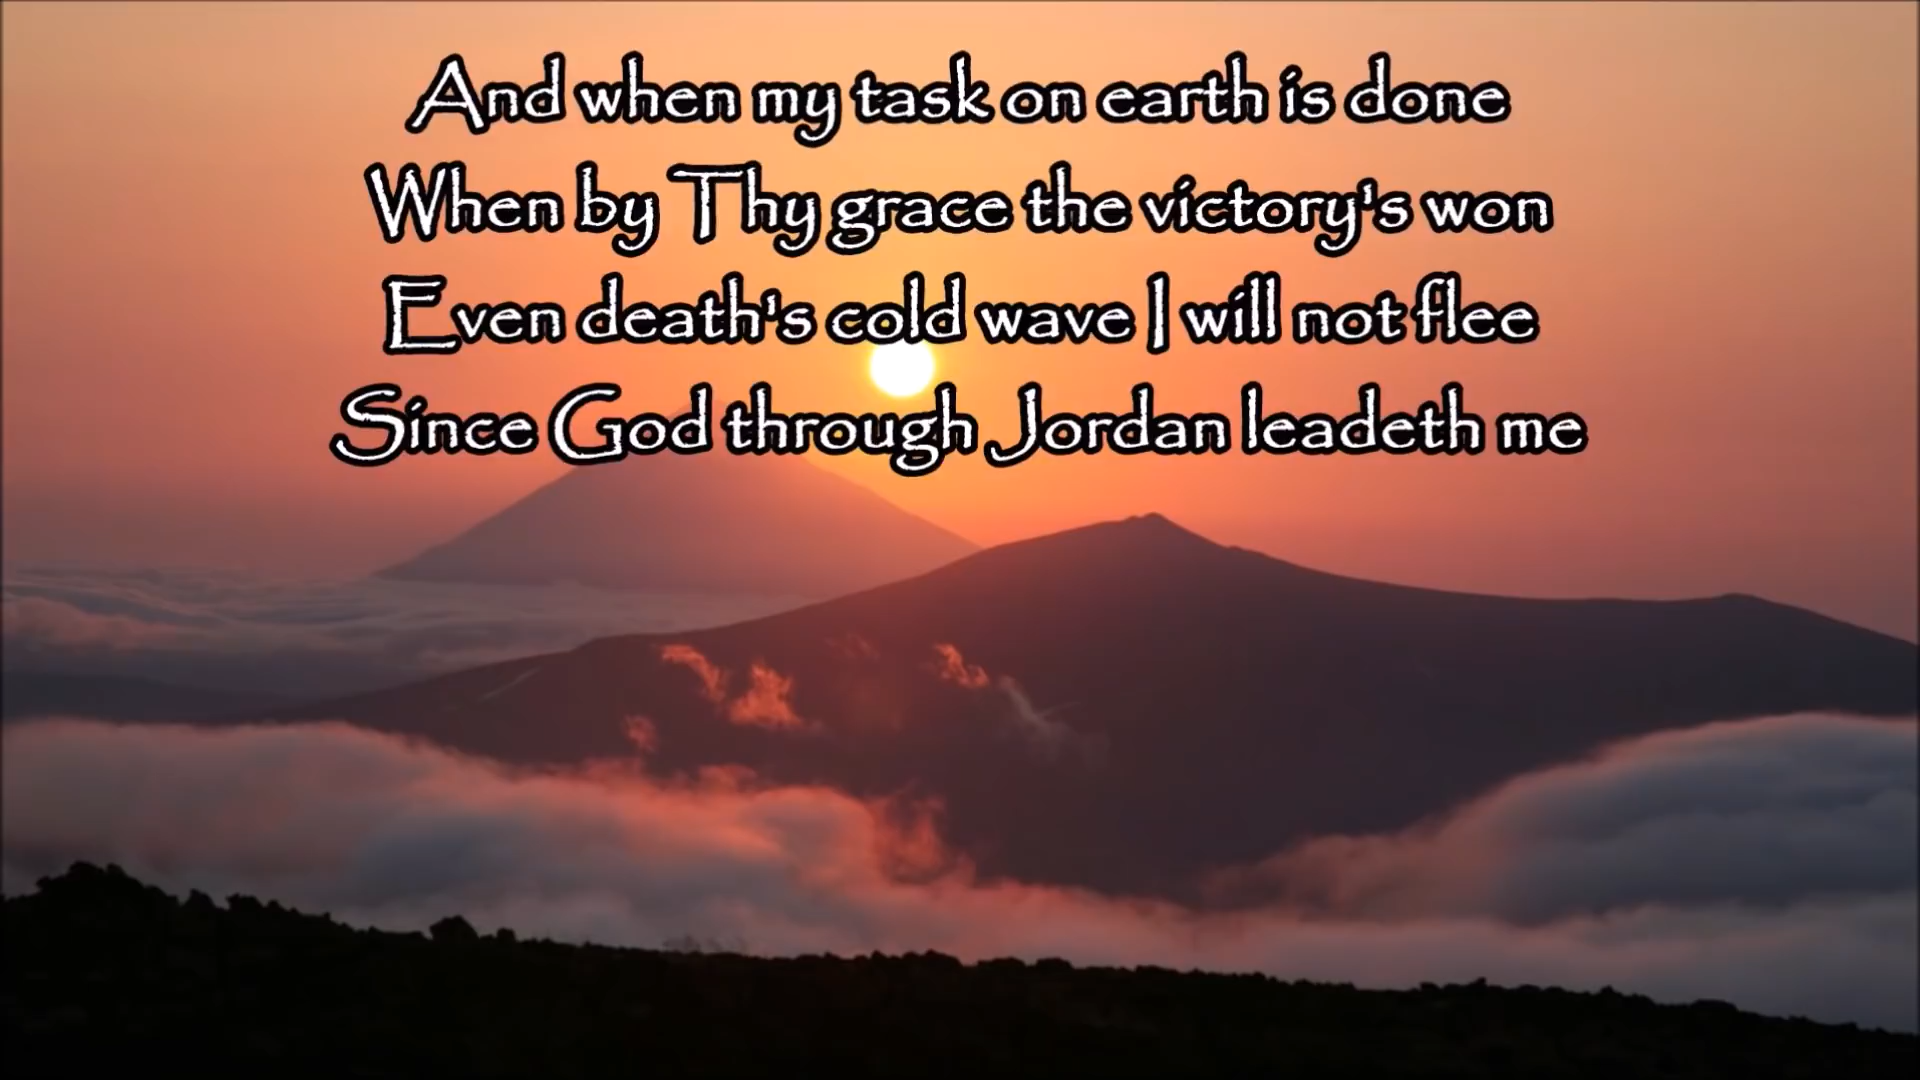 And when my task on earth is done
When by Thy grace the victory's won
Even death's cold wave I will not flee
Since God through Jordan leadeth me